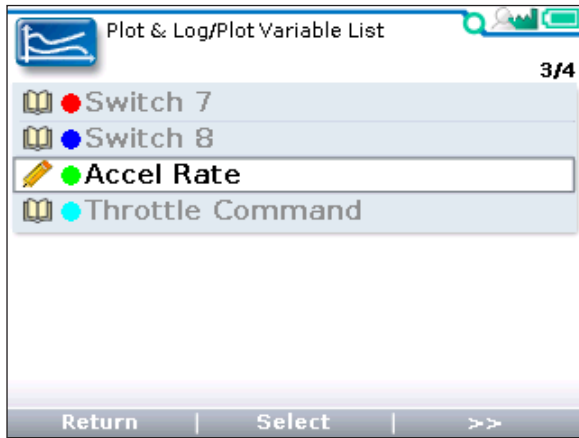 Plot & Log/Plot Variable List
3/4
Switch 7
Switch 8
Accel Rate
Throttle Command
Return | Select | >>